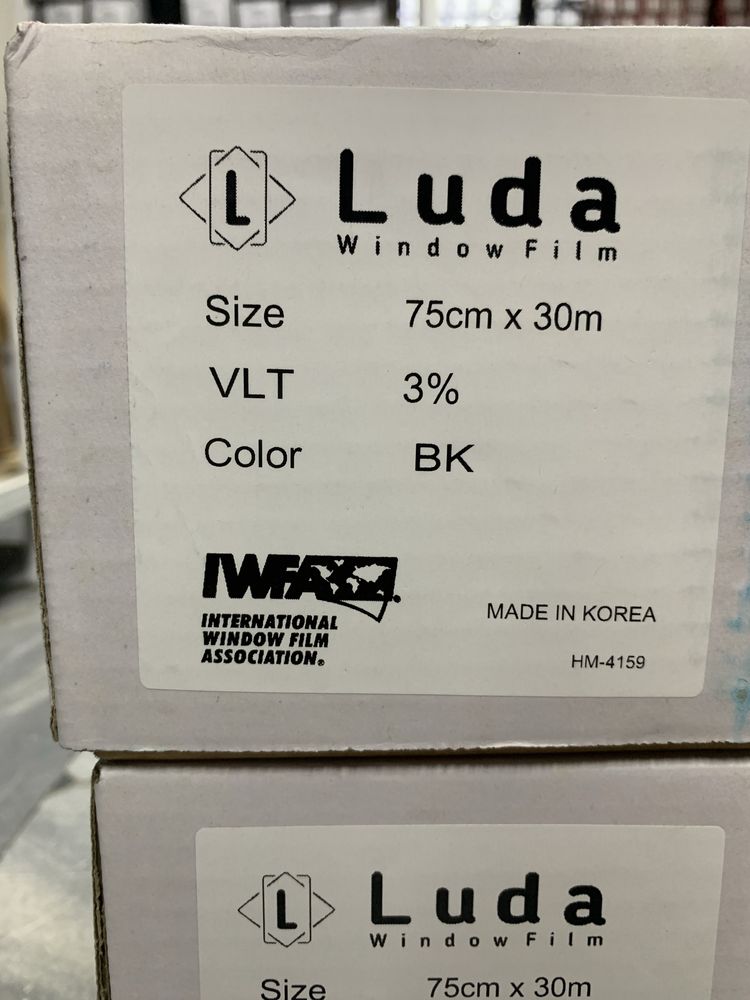 L
Luda
Window Film
Size 75cm x 30m
VLT 3%
Color BK
IWFA
INTERNATIONAL
WINDOW FILM
ASSOCIATION®
MADE IN KOREA
HM-4159
L
Luda
Window Film
Size 75cm x 30m